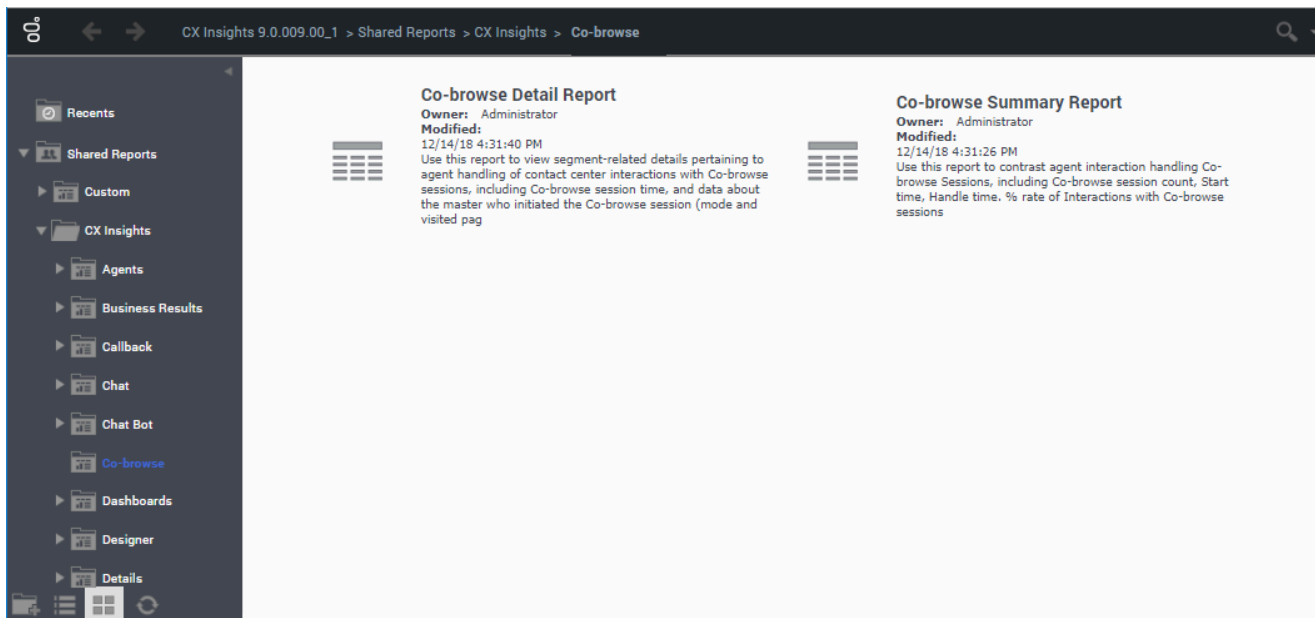 CX Insights 9.0.009.00_1 > Shared Reports > CX Insights > Co-browse
Recents
Shared Reports
Custom
CX Insights
Agents
Business Results
Callback
Chat
Chat Bot
Co-browse
Dashboards
Designer
Details
Co-browse Detail Report
Owner: Administrator
Modified:
12/14/18 4:31:40 PM
Use this report to view segment-related details pertaining to
agent handling of contact center interactions with Co-browse
sessions, including Co-browse session time, and data about
the master who initiated the Co-browse session (mode and
visited pag
Co-browse Summary Report
Owner: Administrator
Modified:
12/14/18 4:31:26 PM
Use this report to contrast agent interaction handling Co-
browse Sessions, including Co-browse session count, Start
time, Handle time. % rate of Interactions with Co-browse
sessions